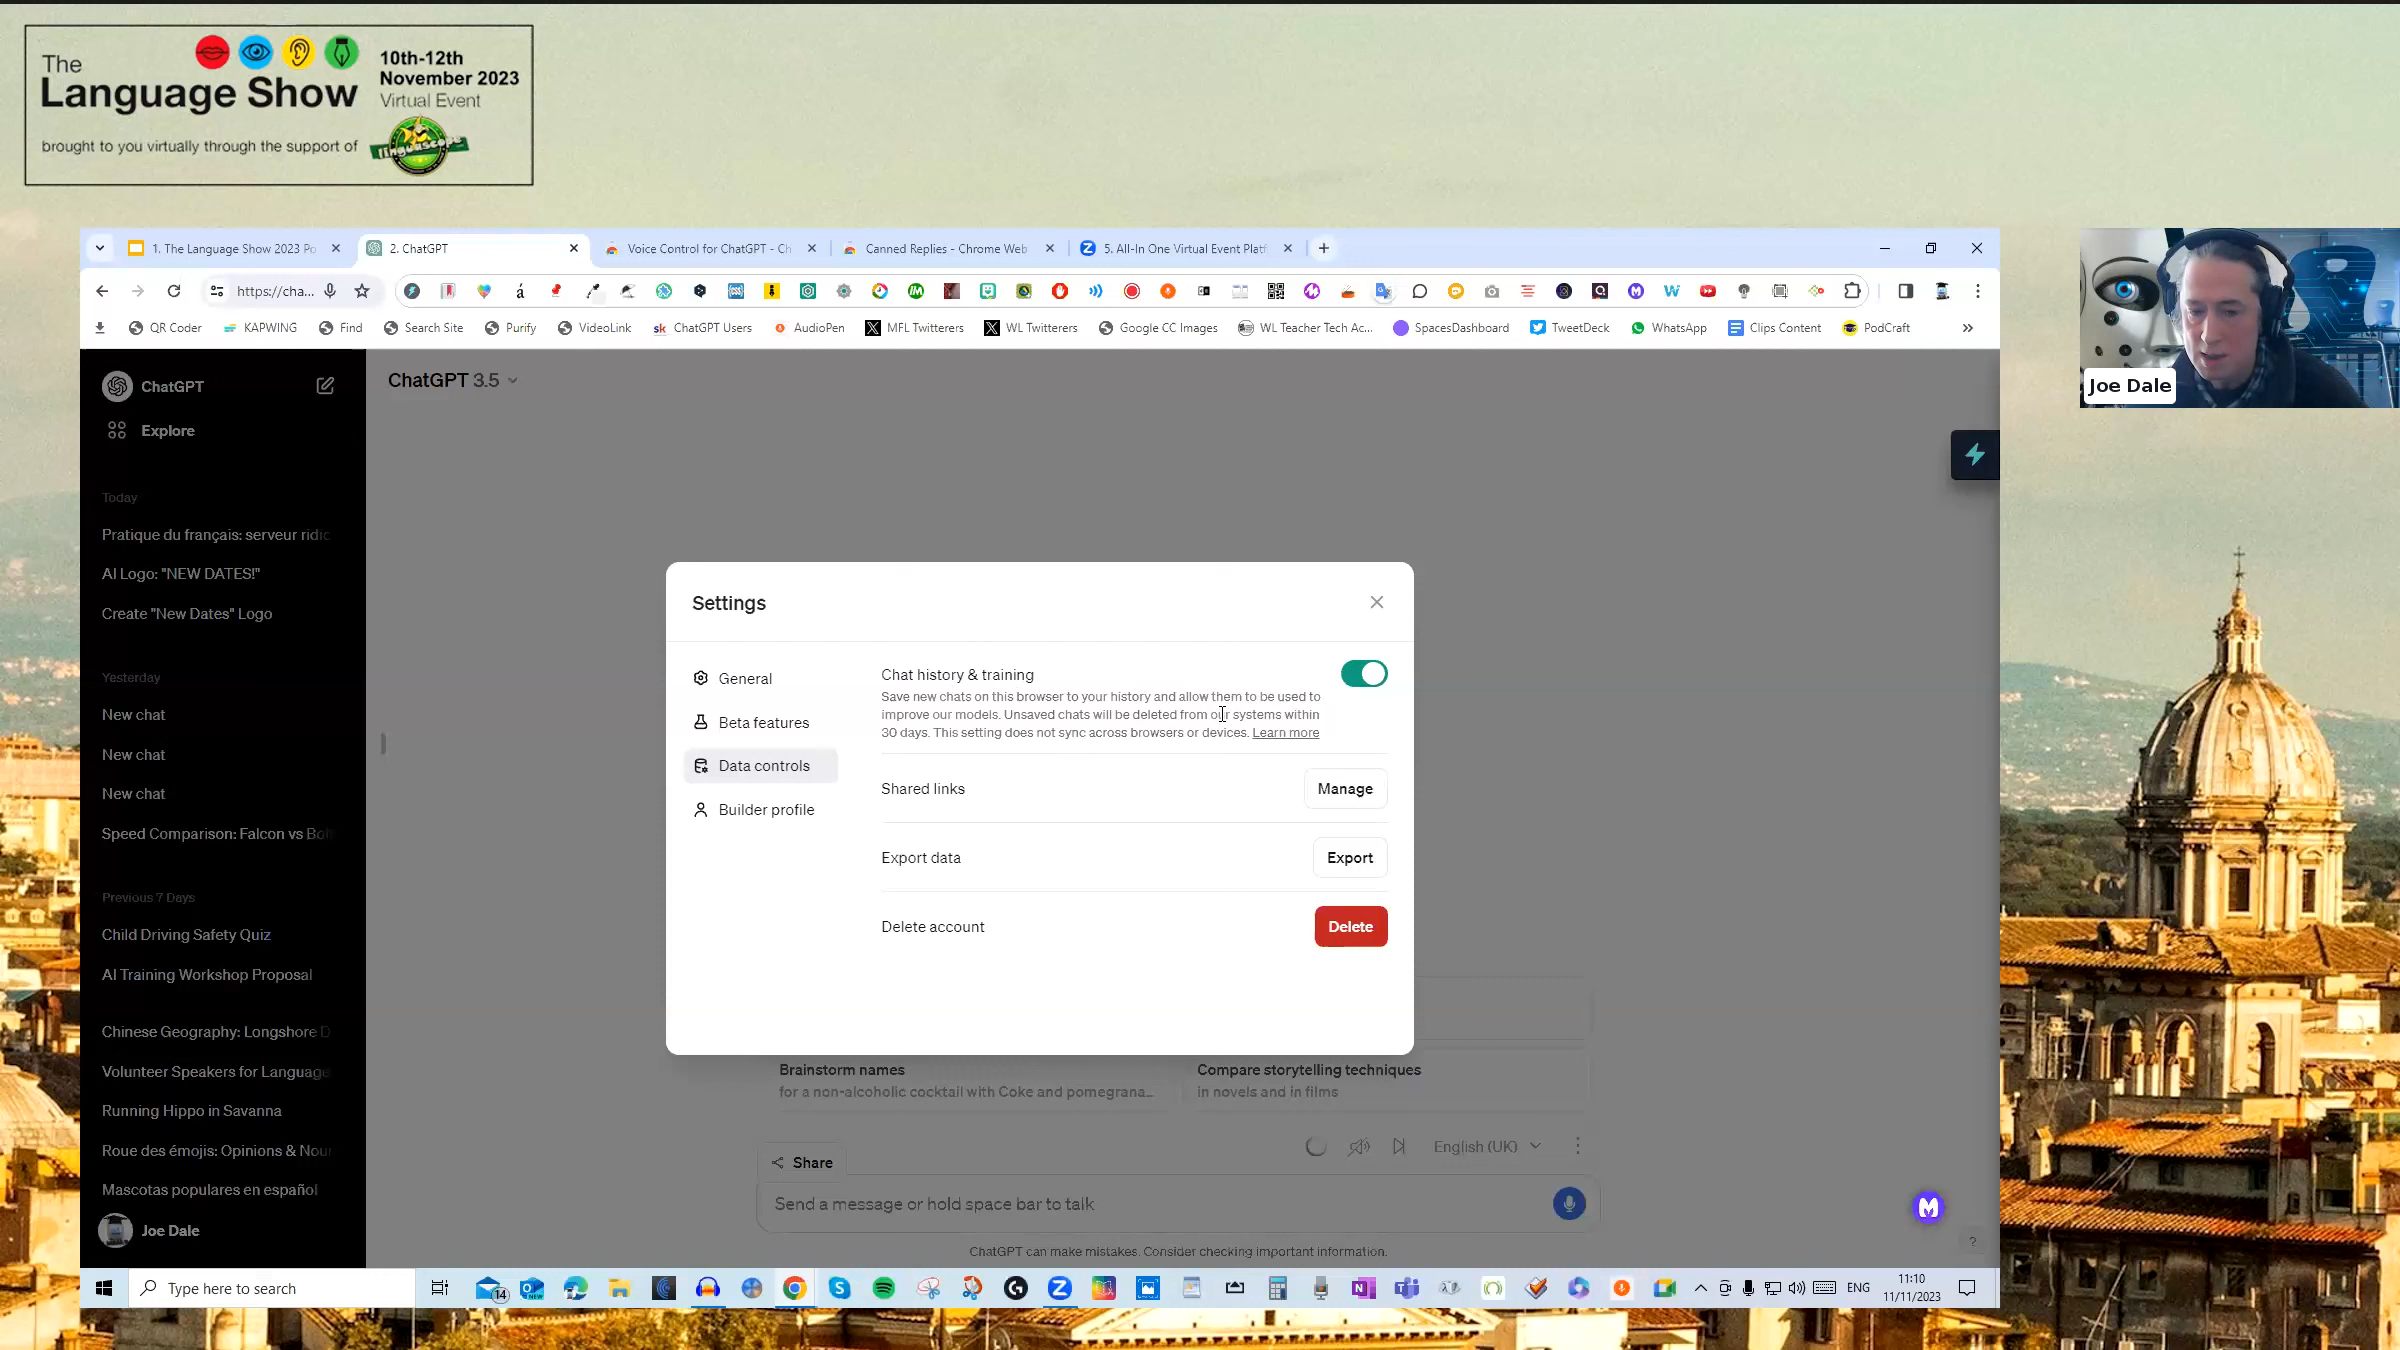 The
Language Show
10th-12th
November 2023
Virtual Event
brought to you virtually through the support of
linguascope
1. The Language Show 2023 Po
2. ChatGPT
Voice Control for ChatGPT - Ch
Canned Replies - Chrome Web
5. All-In One Virtual Event Platf
https://cha...
QR Coder
KAPWING
Find
Search Site
Purify
VideoLink
sk ChatGPT Users
AudioPen
MFL Twitterers
WL Twitterers
Google CC Images
WL Teacher Tech Ac...
SpacesDashboard
TweetDeck
WhatsApp
Clips Content
PodCraft
Joe Dale
ChatGPT
Explore
Today
Pratique du français: serveur ridic
AI Logo: "NEW DATES!"
Create "New Dates" Logo
Yesterday
New chat
New chat
New chat
Speed Comparison: Falcon vs Bol
Previous 7 Days
Child Driving Safety Quiz
AI Training Workshop Proposal
Chinese Geography: Longshore D
Volunteer Speakers for Language
Running Hippo in Savanna
Roue des émojis: Opinions & Nou
Mascotas populares en español
Joe Dale
ChatGPT 3.5
Settings
General
Beta features
Data controls
Builder profile
Chat history & training
Save new chats on this browser to your history and allow them to be used to
improve our models. Unsaved chats will be deleted from our systems within
30 days. This setting does not sync across browsers or devices. Learn more
Shared links
Manage
Export data
Export
Delete account
Delete
Brainstorm names
for a non-alcoholic cocktail with Coke and pomegrana...
Compare storytelling techniques
in novels and in films
Share
English (UK)
Send a message or hold space bar to talk
ChatGPT can make mistakes. Consider checking important information.
?
Type here to search
14
ENG
11:10
11/11/2023